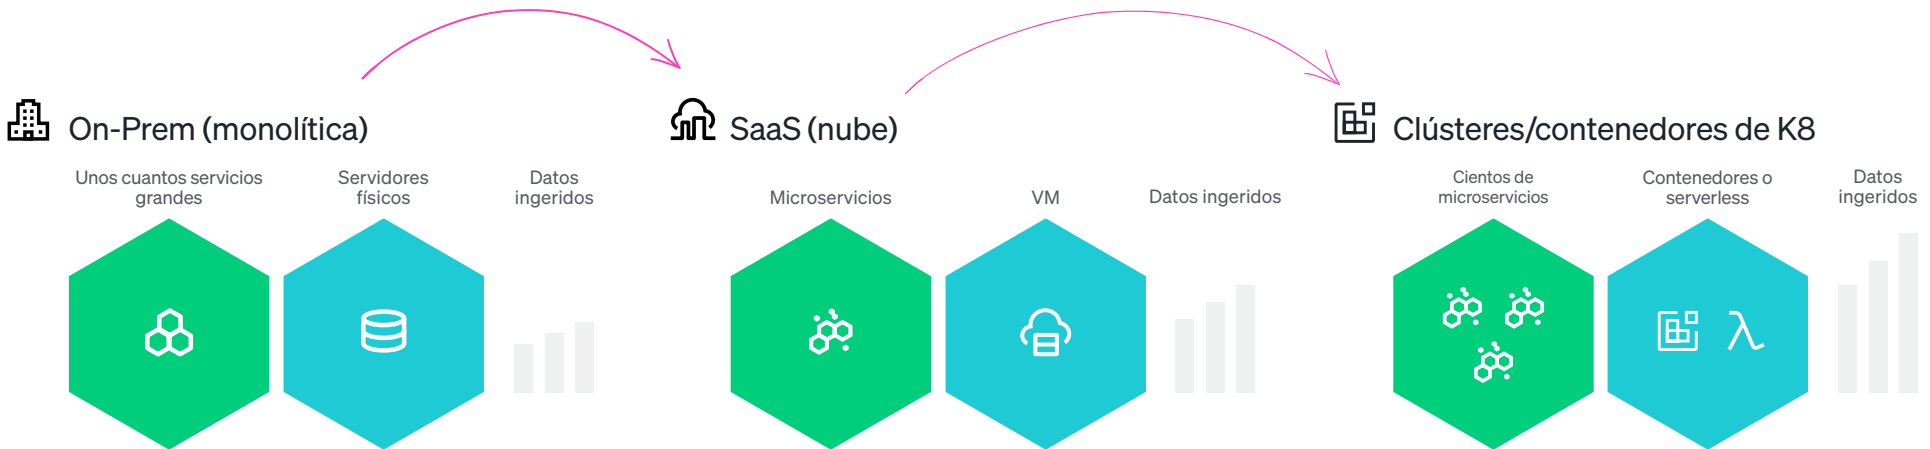 On-Prem (monolítica)
Unos cuantos servicios
grandes
Servidores
físicos
Datos
ingeridos
SaaS (nube)
Microservicios
VM
Datos ingeridos
Clústeres/contenedores de K8
Cientos de
microservicios
Contenedores o
serverless
Datos
ingeridos